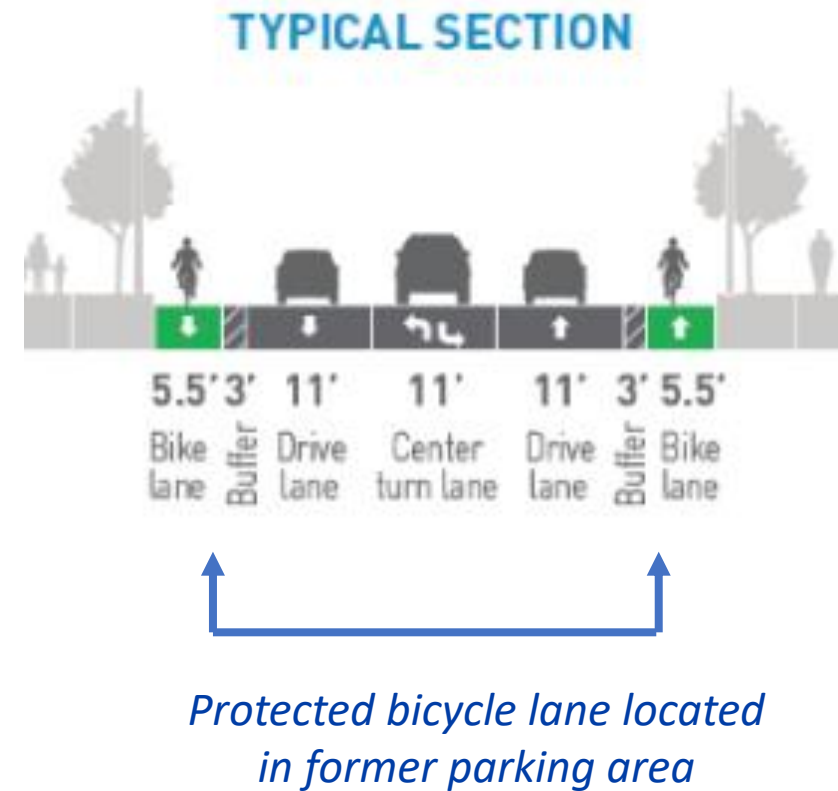 TYPICAL SECTION
5.5' 3' 11' 11' 11' 3' 5.5'
Bike lane
Buffer
Drive lane
Center turn lane
Drive lane
Buffer
Bike lane
Protected bicycle lane located
in former parking area